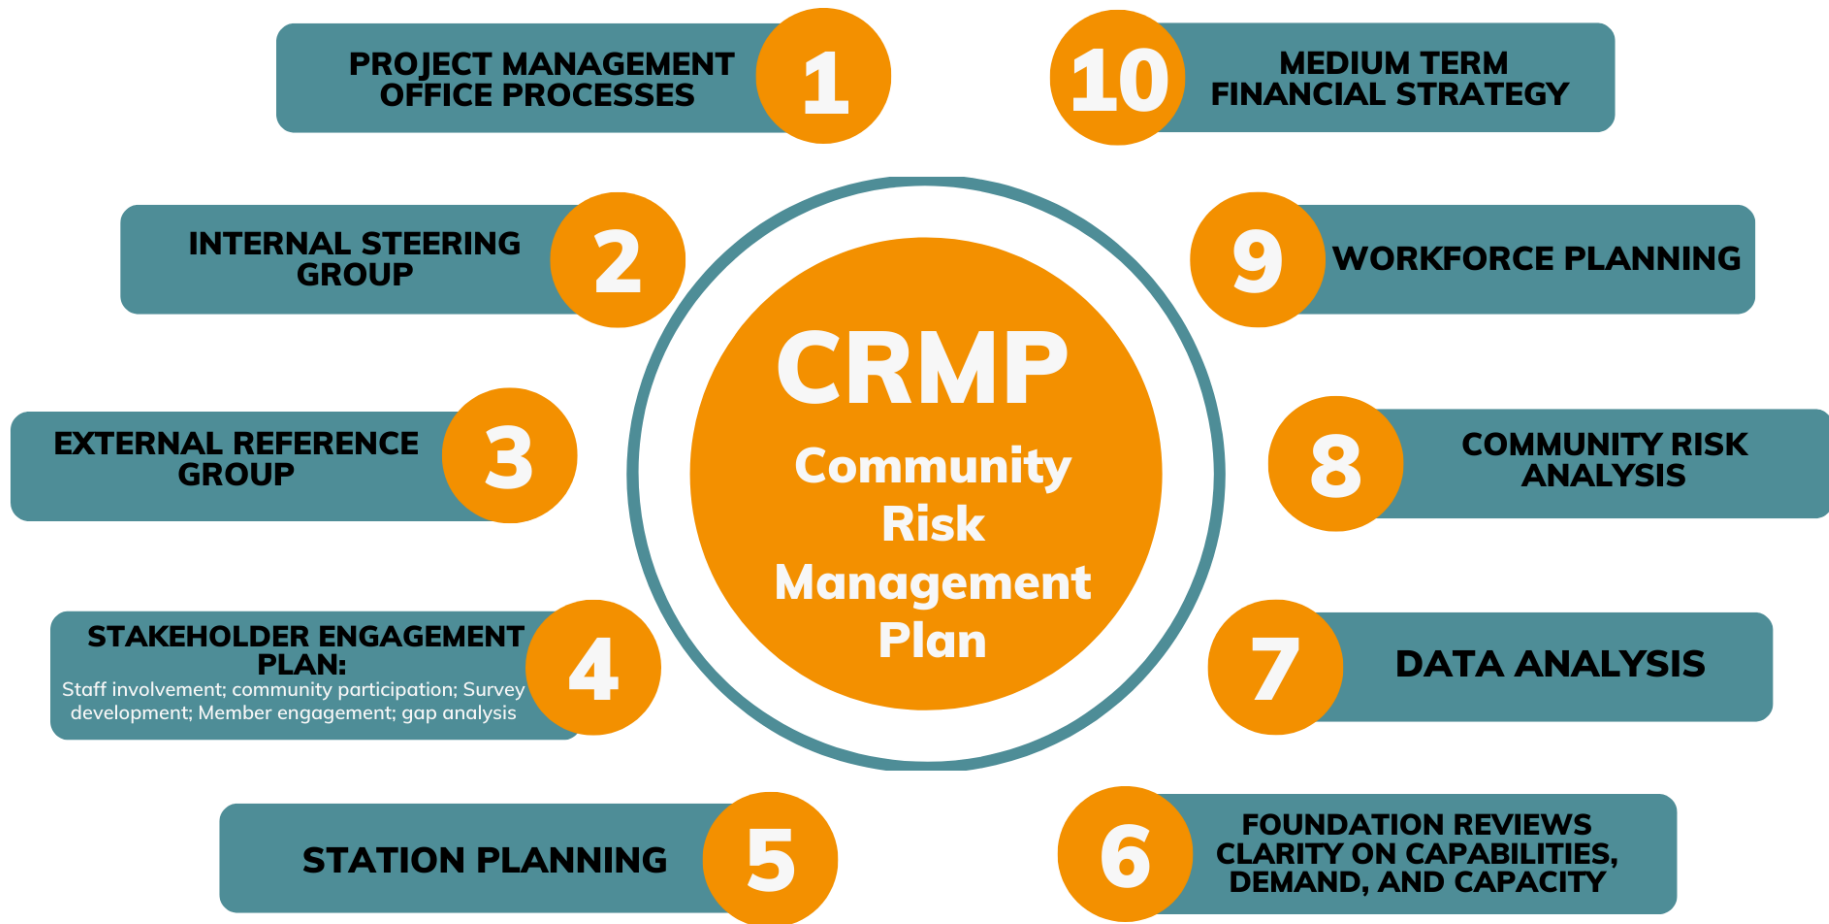 1
PROJECT MANAGEMENT
OFFICE PROCESSES
2
INTERNAL STEERING
GROUP
3
EXTERNAL REFERENCE
GROUP
4
STAKEHOLDER ENGAGEMENT
PLAN:
Staff involvement; community participation; Survey
development; Member engagement; gap analysis
5
STATION PLANNING
CRMP
Community
Risk
Management
Plan
6
FOUNDATION REVIEWS
CLARITY ON CAPABILITIES,
DEMAND, AND CAPACITY
7
DATA ANALYSIS
8
COMMUNITY RISK
ANALYSIS
9
WORKFORCE PLANNING
10
MEDIUM TERM
FINANCIAL STRATEGY